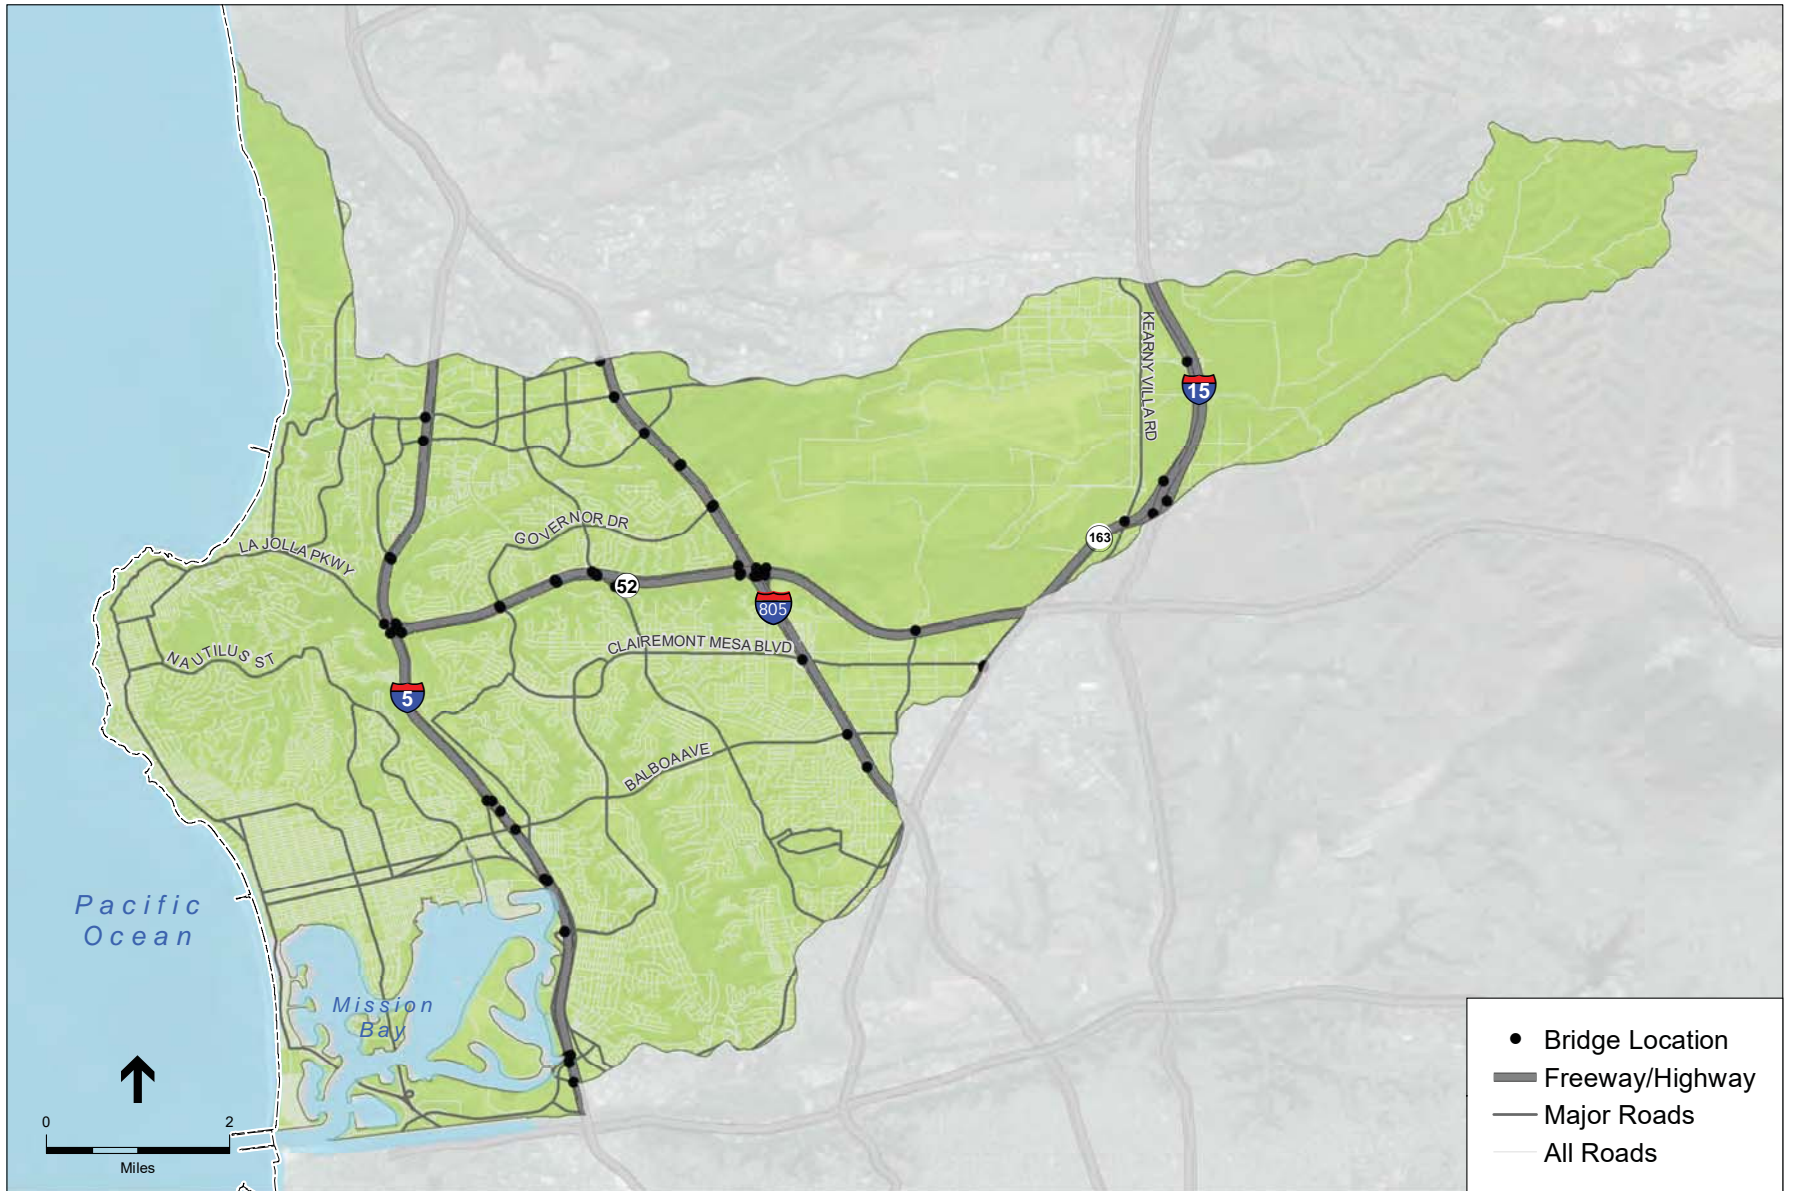 KEARNY VILLA RD
15
GOVERNOR DR
163
LA JOLLA PKWY
52
805
CLAIREMONT MESA BLVD
NAUTILUS ST
5
BALBOA AVE
Pacific
Ocean
Mission
Bay
0 2
Miles
Bridge Location
Freeway/Highway
Major Roads
All Roads